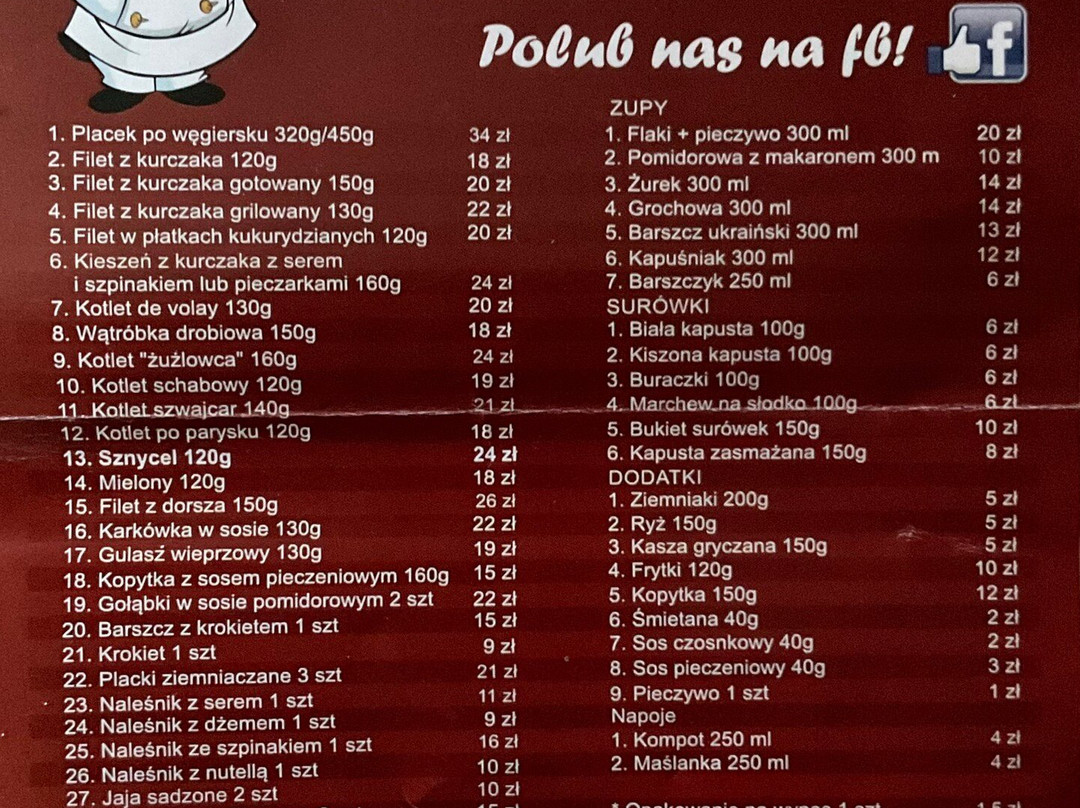 Polub nas na fb!
f
1. Placek po węgiersku 320g/450g 34 zł
2. Filet z kurczaka 120g 18 zł
3. Filet z kurczaka gotowany 150g 20 zł
4. Filet z kurczaka grilowany 130g 22 zł
5. Filet w płatkach kukurydzianych 120g 20 zł
6. Kieszeń z kurczaka z serem
i szpinakiem lub pieczarkami 160g 24 zł
7. Kotlet de volay 130g 20 zł
8. Wątróbka drobiowa 150g 18 zł
9. Kotlet "żużlowca" 160g 24 zł
10. Kotlet schabowy 120g 19 zł
11. Kotlet szwajcar 140g 21 zł
12. Kotlet po parysku 120g 18 zł
13. Sznycel 120g 24 zł
14. Mielony 120g 18 zł
15. Filet z dorsza 150g 26 zł
16. Karkówka w sosie 130g 22 zł
17. Gulasz wieprzowy 130g 19 zł
18. Kopytka z sosem pieczeniowym 160g 15 zł
19. Gołąbki w sosie pomidorowym 2 szt 22 zł
20. Barszcz z krokietem 1 szt 15 zł
21. Krokiet 1 szt 9 zł
22. Placki ziemniaczane 3 szt 21 zł
23. Naleśnik z serem 1 szt 11 zł
24. Naleśnik z dżemem 1 szt 9 zł
25. Naleśnik ze szpinakiem 1 szt 16 zł
26. Naleśnik z nutellą 1 szt 10 zł
27. Jaja sadzone 2 szt 10 zł
ZUPY
1. Flaki + pieczywo 300 ml 20 zł
2. Pomidorowa z makaronem 300 m 10 zł
3. Żurek 300 ml 14 zł
4. Grochowa 300 ml 14 zł
5. Barszcz ukraiński 300 ml 13 zł
6. Kapuśniak 300 ml 12 zł
7. Barszczyk 250 ml 6 zł
SURÓWKI
1. Biała kapusta 100g 6 zł
2. Kiszona kapusta 100g 6 zł
3. Buraczki 100g 6 zł
4. Marchew na słodko 100g 6 zł
5. Bukiet surówek 150g 10 zł
6. Kapusta zasmażana 150g 8 zł
DODATKI
1. Ziemniaki 200g 5 zł
2. Ryż 150g 5 zł
3. Kasza gryczana 150g 5 zł
4. Frytki 120g 10 zł
5. Kopytka 150g 12 zł
6. Śmietana 40g 2 zł
7. Sos czosnkowy 40g 2 zł
8. Sos pieczeniowy 40g 3 zł
9. Pieczywo 1 szt 1 zł
Napoje
1. Kompot 250 ml 4 zł
2. Maślanka 250 ml 4 zł